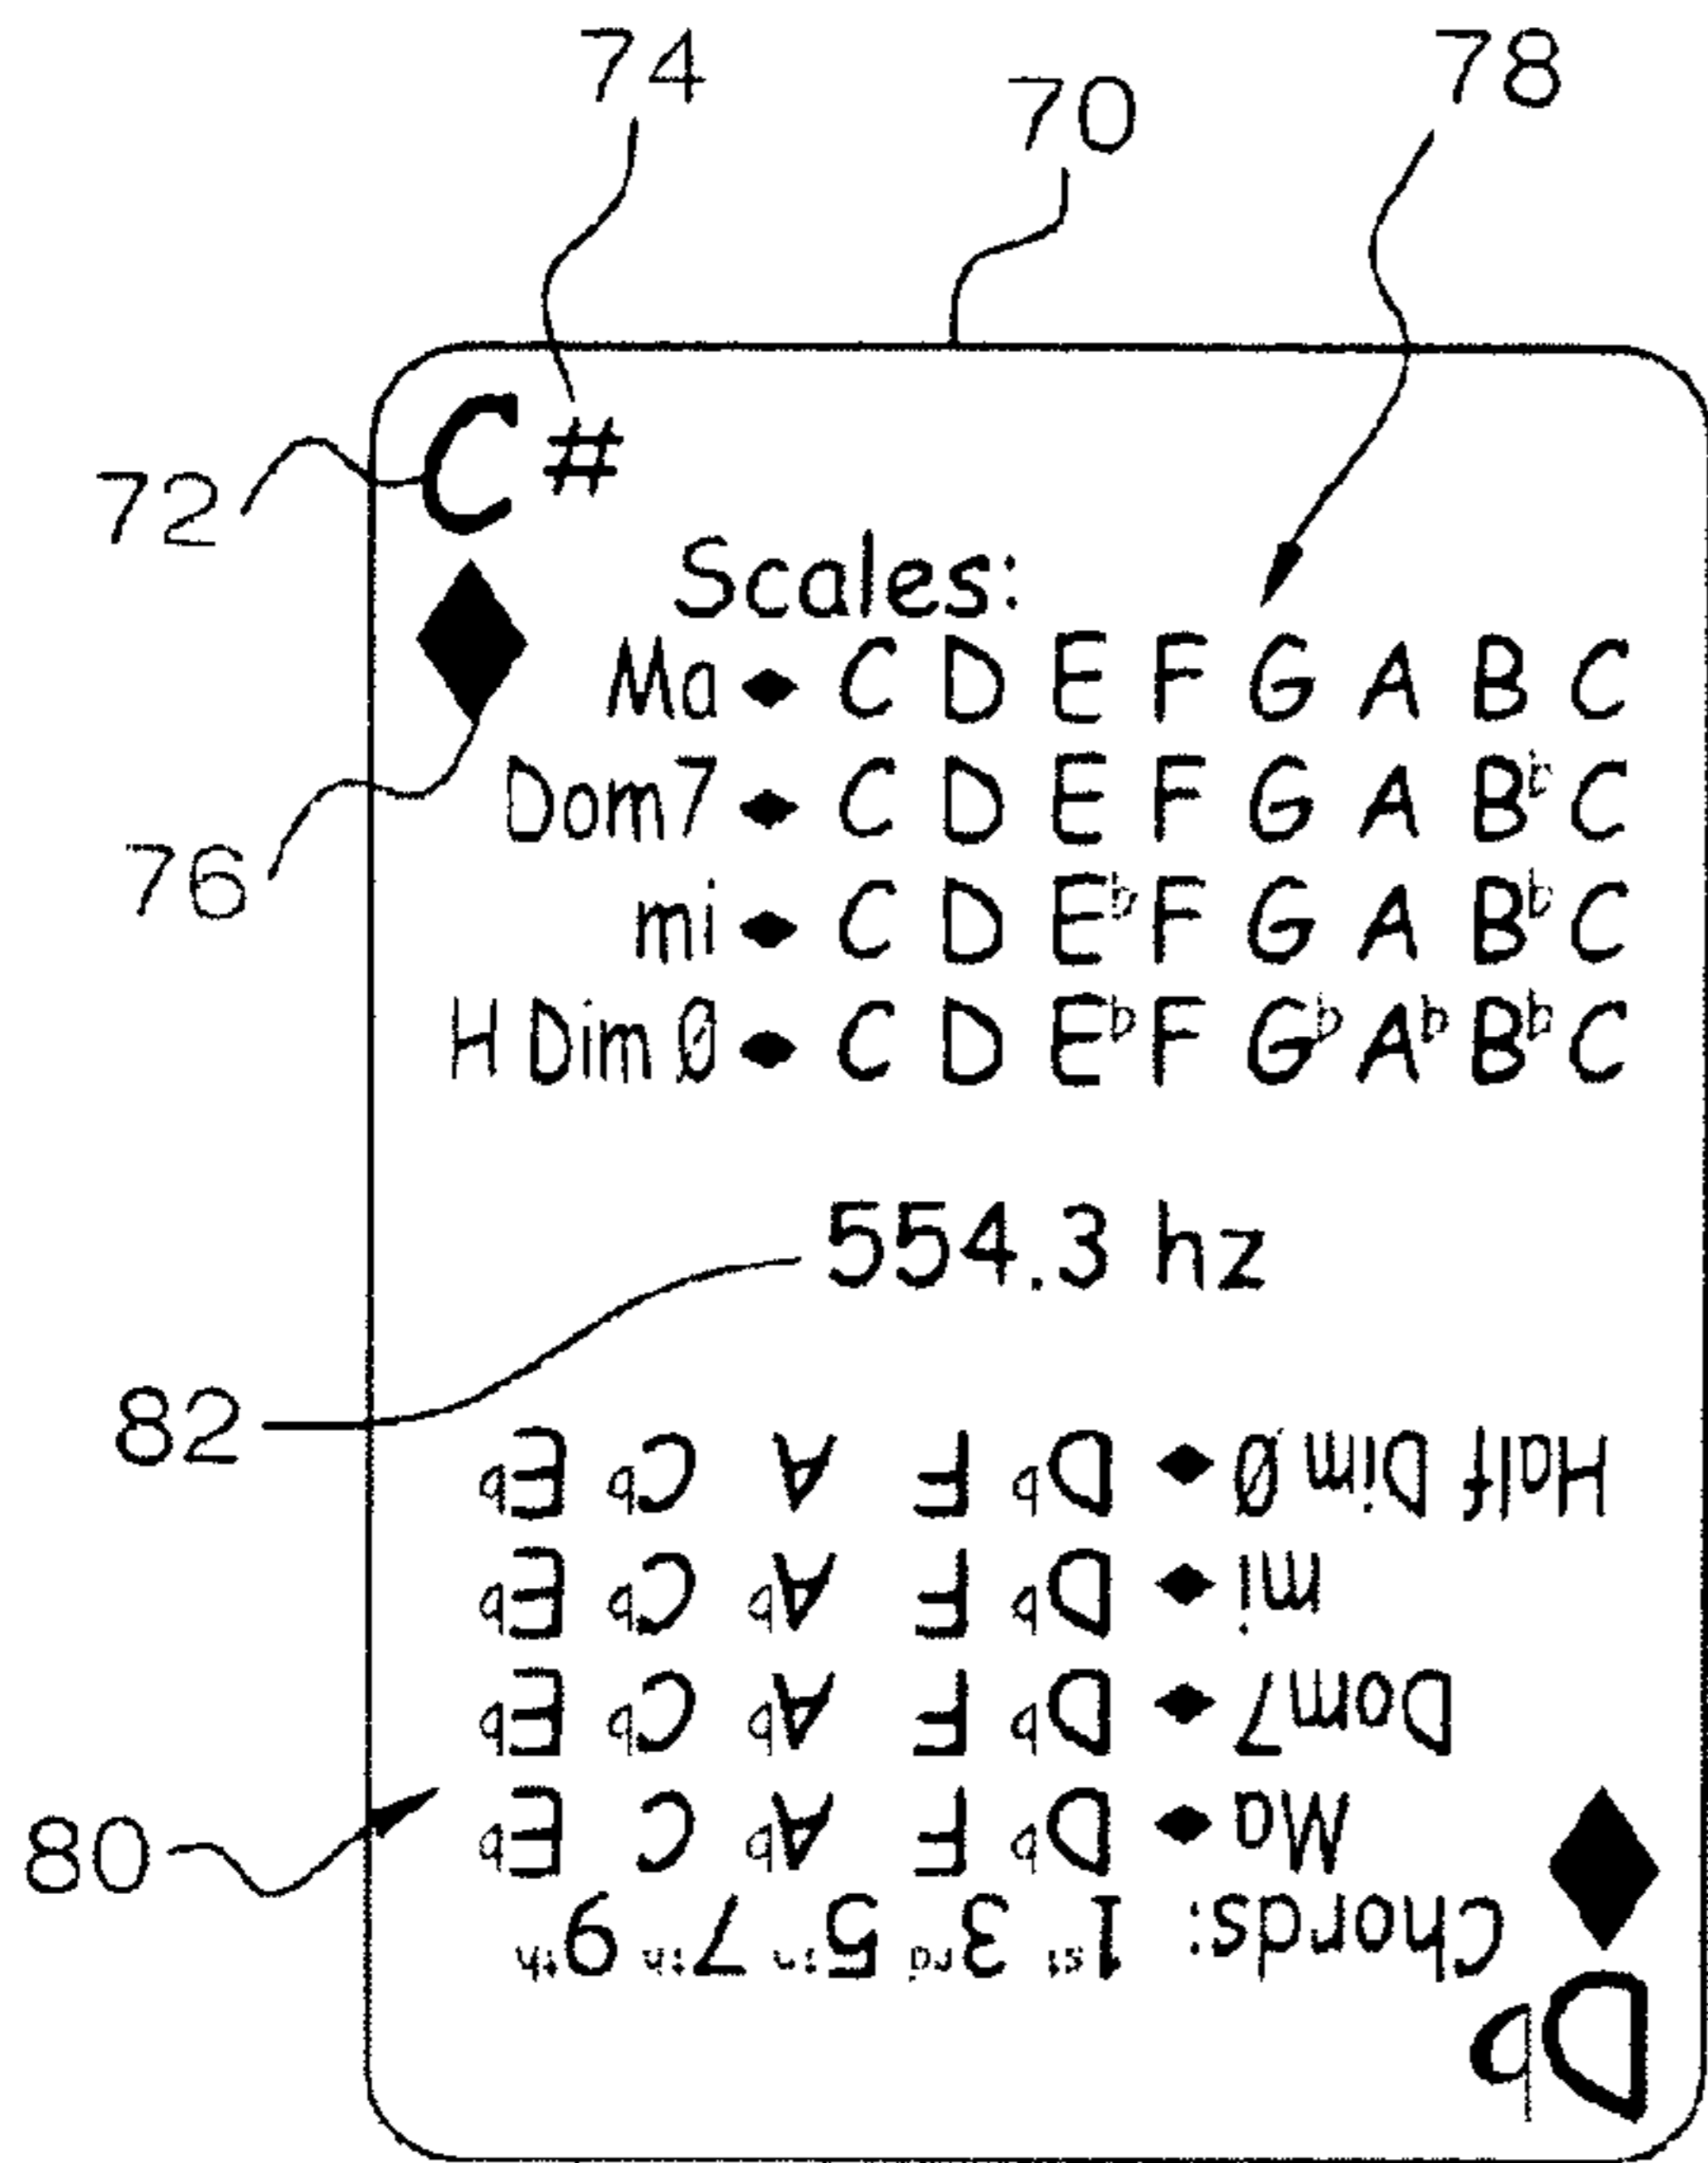 74
70
78
C#
72
Scales:
Ma ♦ C D E F G A B C
Dom7 ♦ C D E F G A B♭ C
76
mi ♦ C D E♭ F G A B♭ C
H Dim Ø ♦ C D E♭ F G♭ A♭ B♭ C
554.3 hz
82
80
D♭
Chords: 1st 3rd 5th 7th 9th
Ma ♦ D♭ F A♭ C E♭
Dom7 ♦ D♭ F A♭ C♭ E♭
mi ♦ D♭ F A♭ C♭ E♭
Half Dim Ø ♦ D♭ F A C♭ E♭